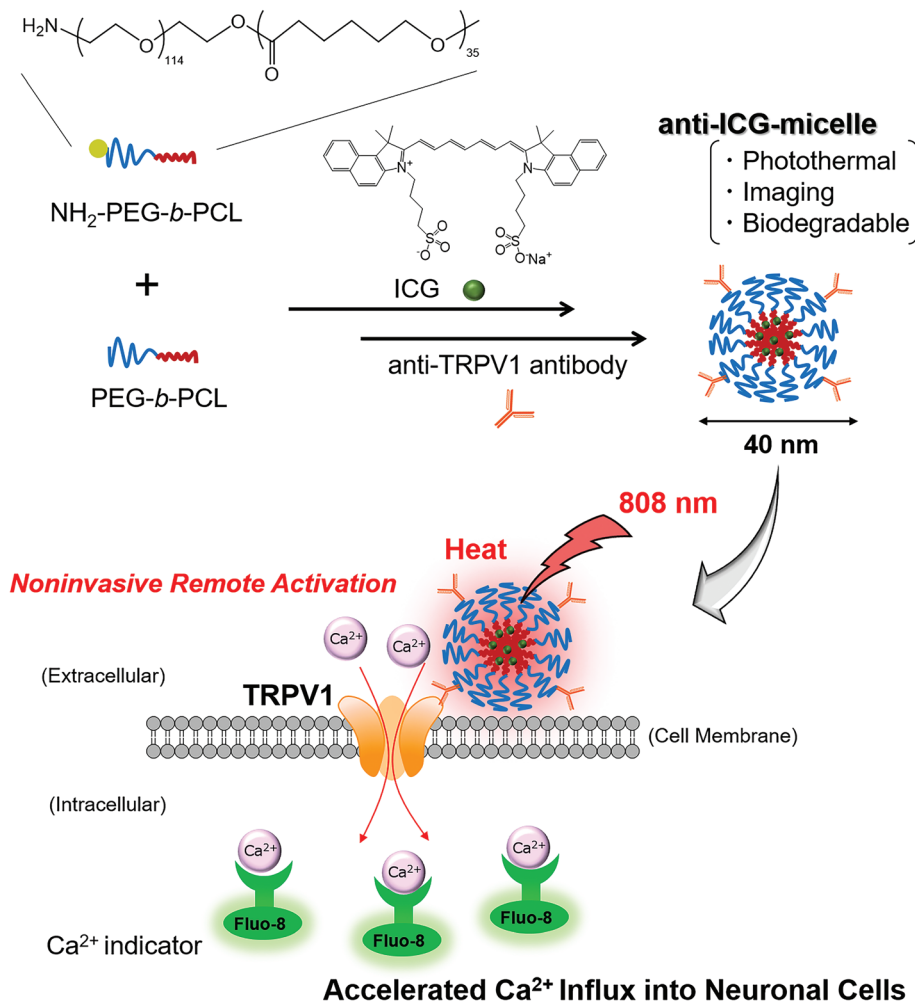 H₂N
O
114
O
O
O
35
O
NH₂-PEG-b-PCL
+
PEG-b-PCL
N⁺
N
S
O
O
⁻O
S
O
O
O⁻Na⁺
ICG
anti-TRPV1 antibody
anti-ICG-micelle
・Photothermal
・Imaging
・Biodegradable
40 nm
808 nm
Heat
Noninvasive Remote Activation
Ca²⁺
Ca²⁺
(Extracellular)
TRPV1
(Cell Membrane)
(Intracellular)
Ca²⁺
Ca²⁺
Ca²⁺
Fluo-8
Fluo-8
Fluo-8
Ca²⁺ indicator
Accelerated Ca²⁺ Influx into Neuronal Cells